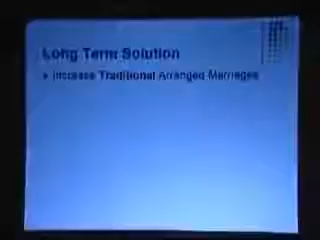 Long Term Solution
• Increase Traditional Arranged Marriages